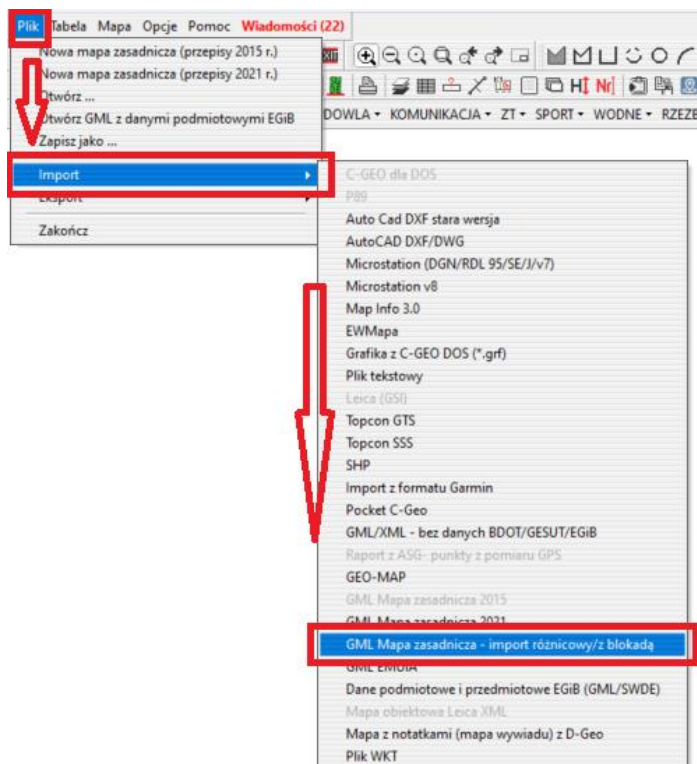 Plik Tabela Mapa Opcje Pomoc Wiadomości (22)
Nowa mapa zasadnicza (przepisy 2015 r.)
Nowa mapa zasadnicza (przepisy 2021 r.)
Otwórz ...
Otwórz GML z danymi podmiotowymi EGiB
DOWLA KOMUNIKACJA ZT SPORT WODNE RZEŹB
Zapisz jako ...
Import
Eksport
Zakończ
C-GEO dla DOS
P89
Auto Cad DXF stara wersja
AutoCAD DXF/DWG
Microstation (DGN/RDL 95/SE/J/v7)
Microstation v8
Map Info 3.0
EWMapa
Grafika z C-GEO DOS (*.grf)
Plik tekstowy
Leica (GSI)
Topcon GTS
Topcon SSS
SHP
Import z formatu Garmin
Pocket C-Geo
GML/XML - bez danych BDOT/GESUT/EGiB
Raport z ASG- punkty z pomiaru GPS
GEO-MAP
GML Mapa zasadnicza 2015
GML Mapa zasadnicza 2021
GML Mapa zasadnicza - import różnicowy/z blokadą
GML EMUiA
Dane podmiotowe i przedmiotowe EGiB (GML/SWDE)
Mapa obiektowa Leica XML
Mapa z notatkami (mapa wywiadu) z D-Geo
Plik WKT